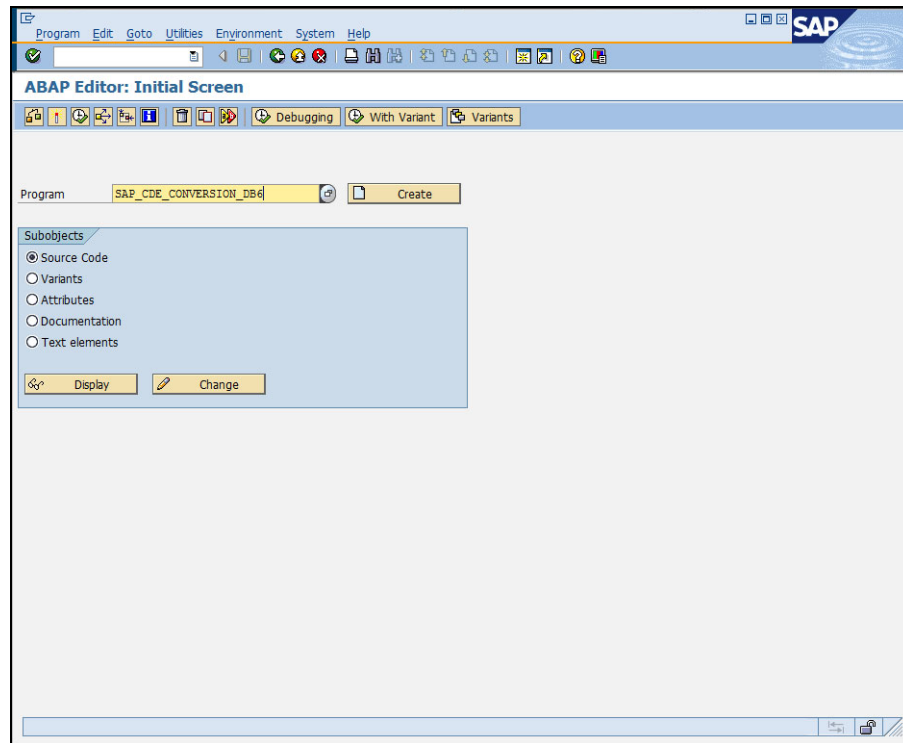 Program Edit Goto Utilities Environment System Help
SAP
ABAP Editor: Initial Screen
Debugging With Variant Variants
Program SAP_CDE_CONVERSION_DB6 Create
Subobjects
Source Code
Variants
Attributes
Documentation
Text elements
Display Change